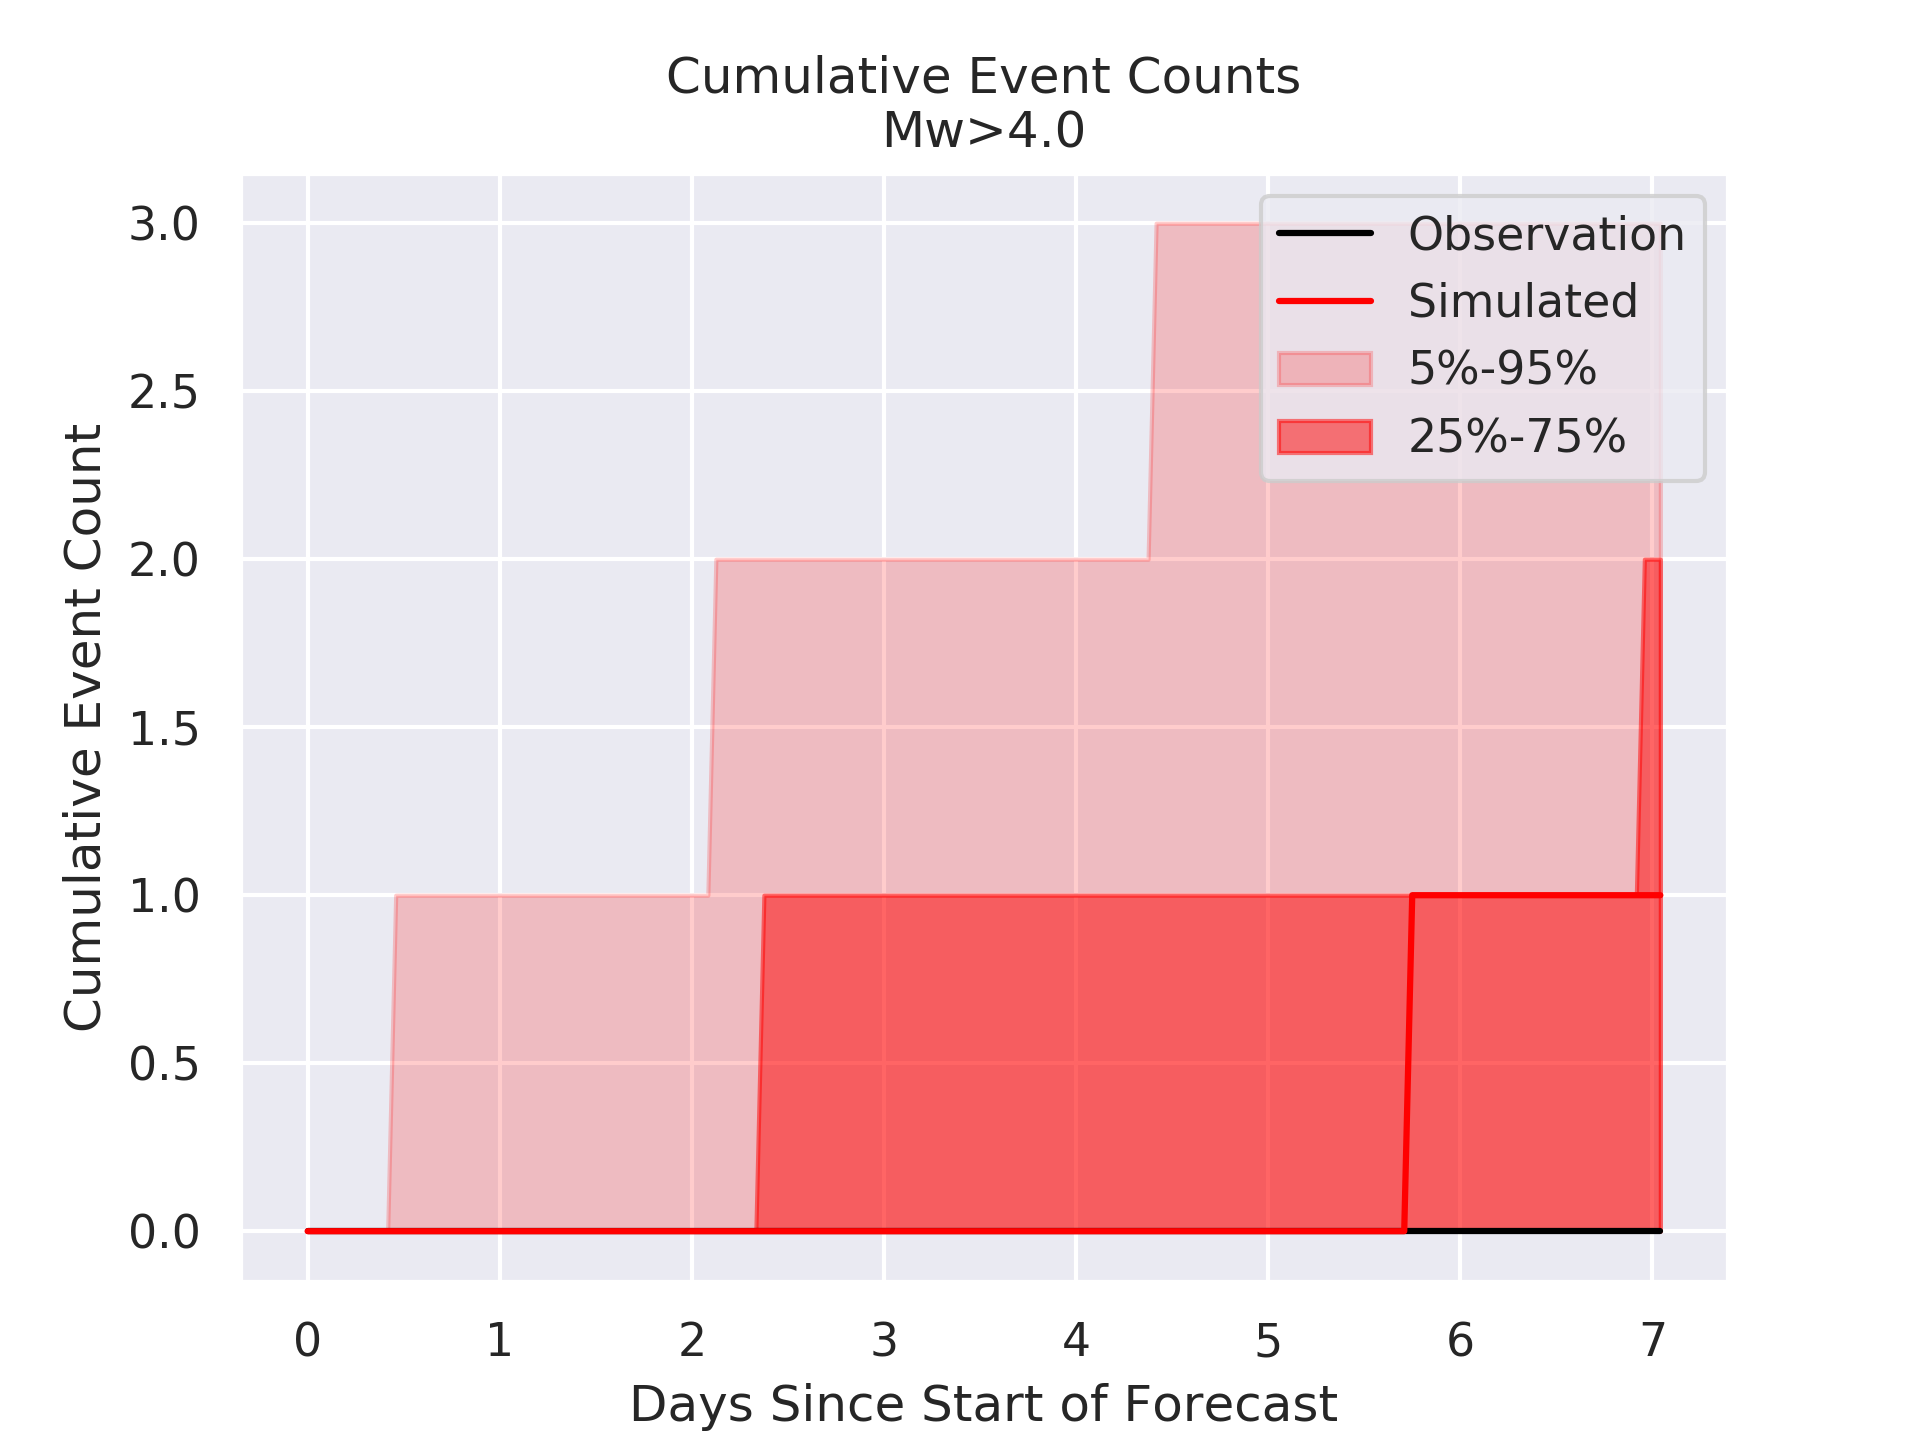 Cumulative Event Counts
Mw>4.0
Cumulative Event Count
3.0
2.5
2.0
1.5
1.0
0.5
0.0
Observation
Simulated
5%-95%
25%-75%
0 1 2 3 4 5 6 7
Days Since Start of Forecast